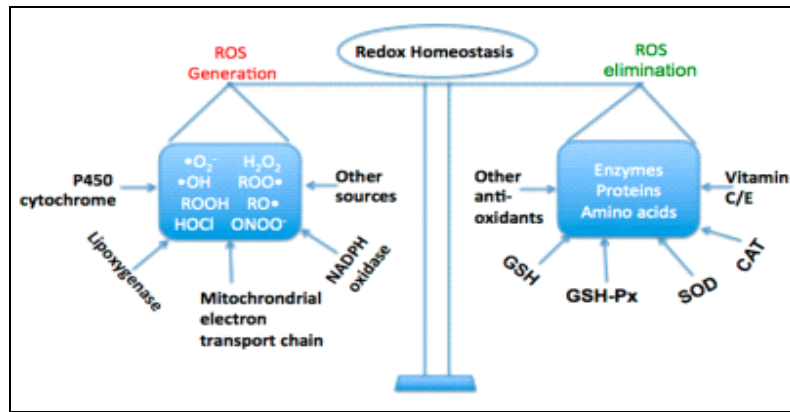 Redox Homeostasis
ROS
Generation
•O₂⁻ H₂O₂
•OH ROO•
ROOH RO•
HOCl ONOO⁻
P450
cytochrome
Lipoxygenase
Mitochrondrial
electron
transport chain
NADPH
oxidase
Other
sources
ROS
elimination
Enzymes
Proteins
Amino acids
Other
anti-
oxidants
GSH
GSH-Px
SOD
CAT
Vitamin
C/E